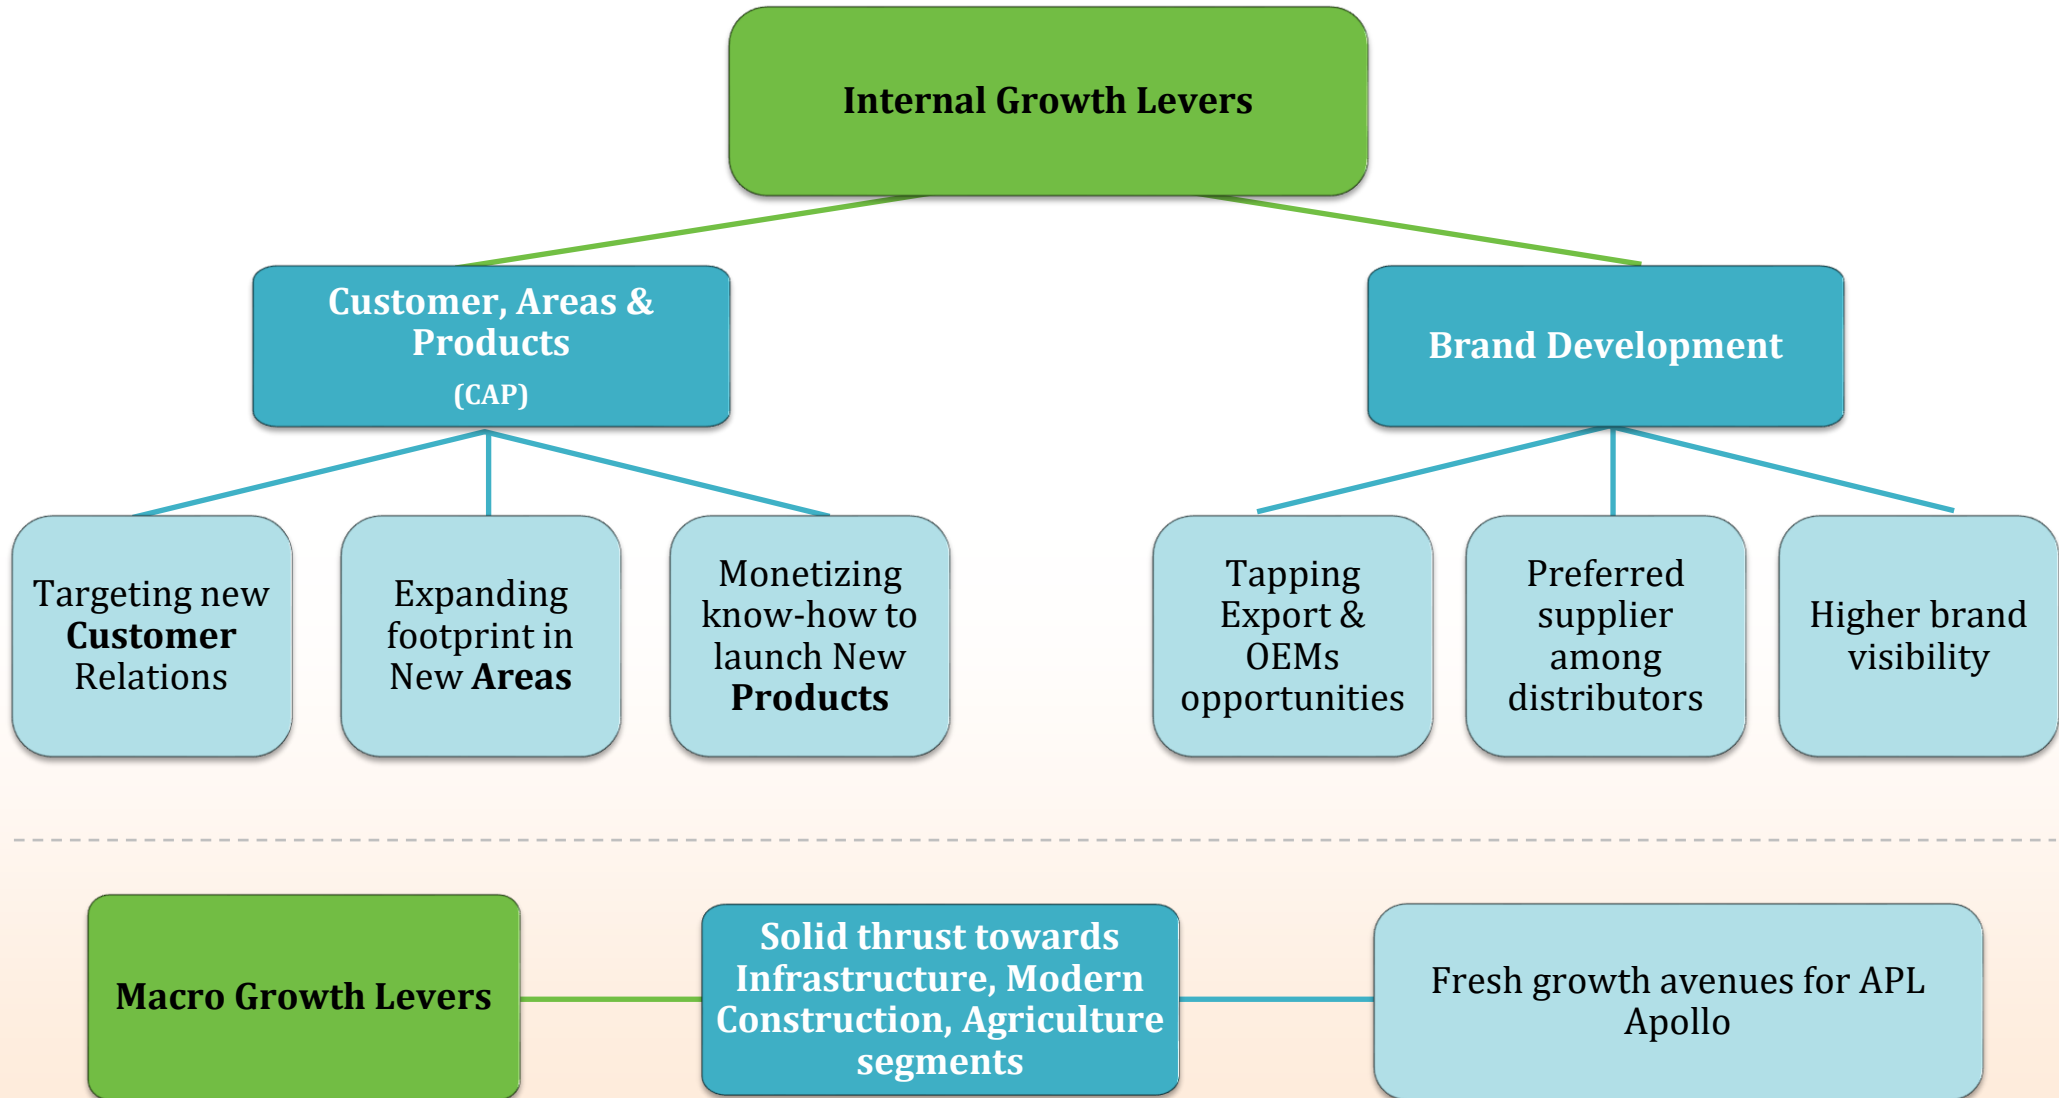 Internal Growth Levers
Customer, Areas &
Products
(CAP)
Brand Development
Targeting new
Customer
Relations
Expanding
footprint in
New Areas
Monetizing
know-how to
launch New
Products
Tapping
Export &
OEMs
opportunities
Preferred
supplier
among
distributors
Higher brand
visibility
Macro Growth Levers
Solid thrust towards
Infrastructure, Modern
Construction, Agriculture
segments
Fresh growth avenues for APL
Apollo